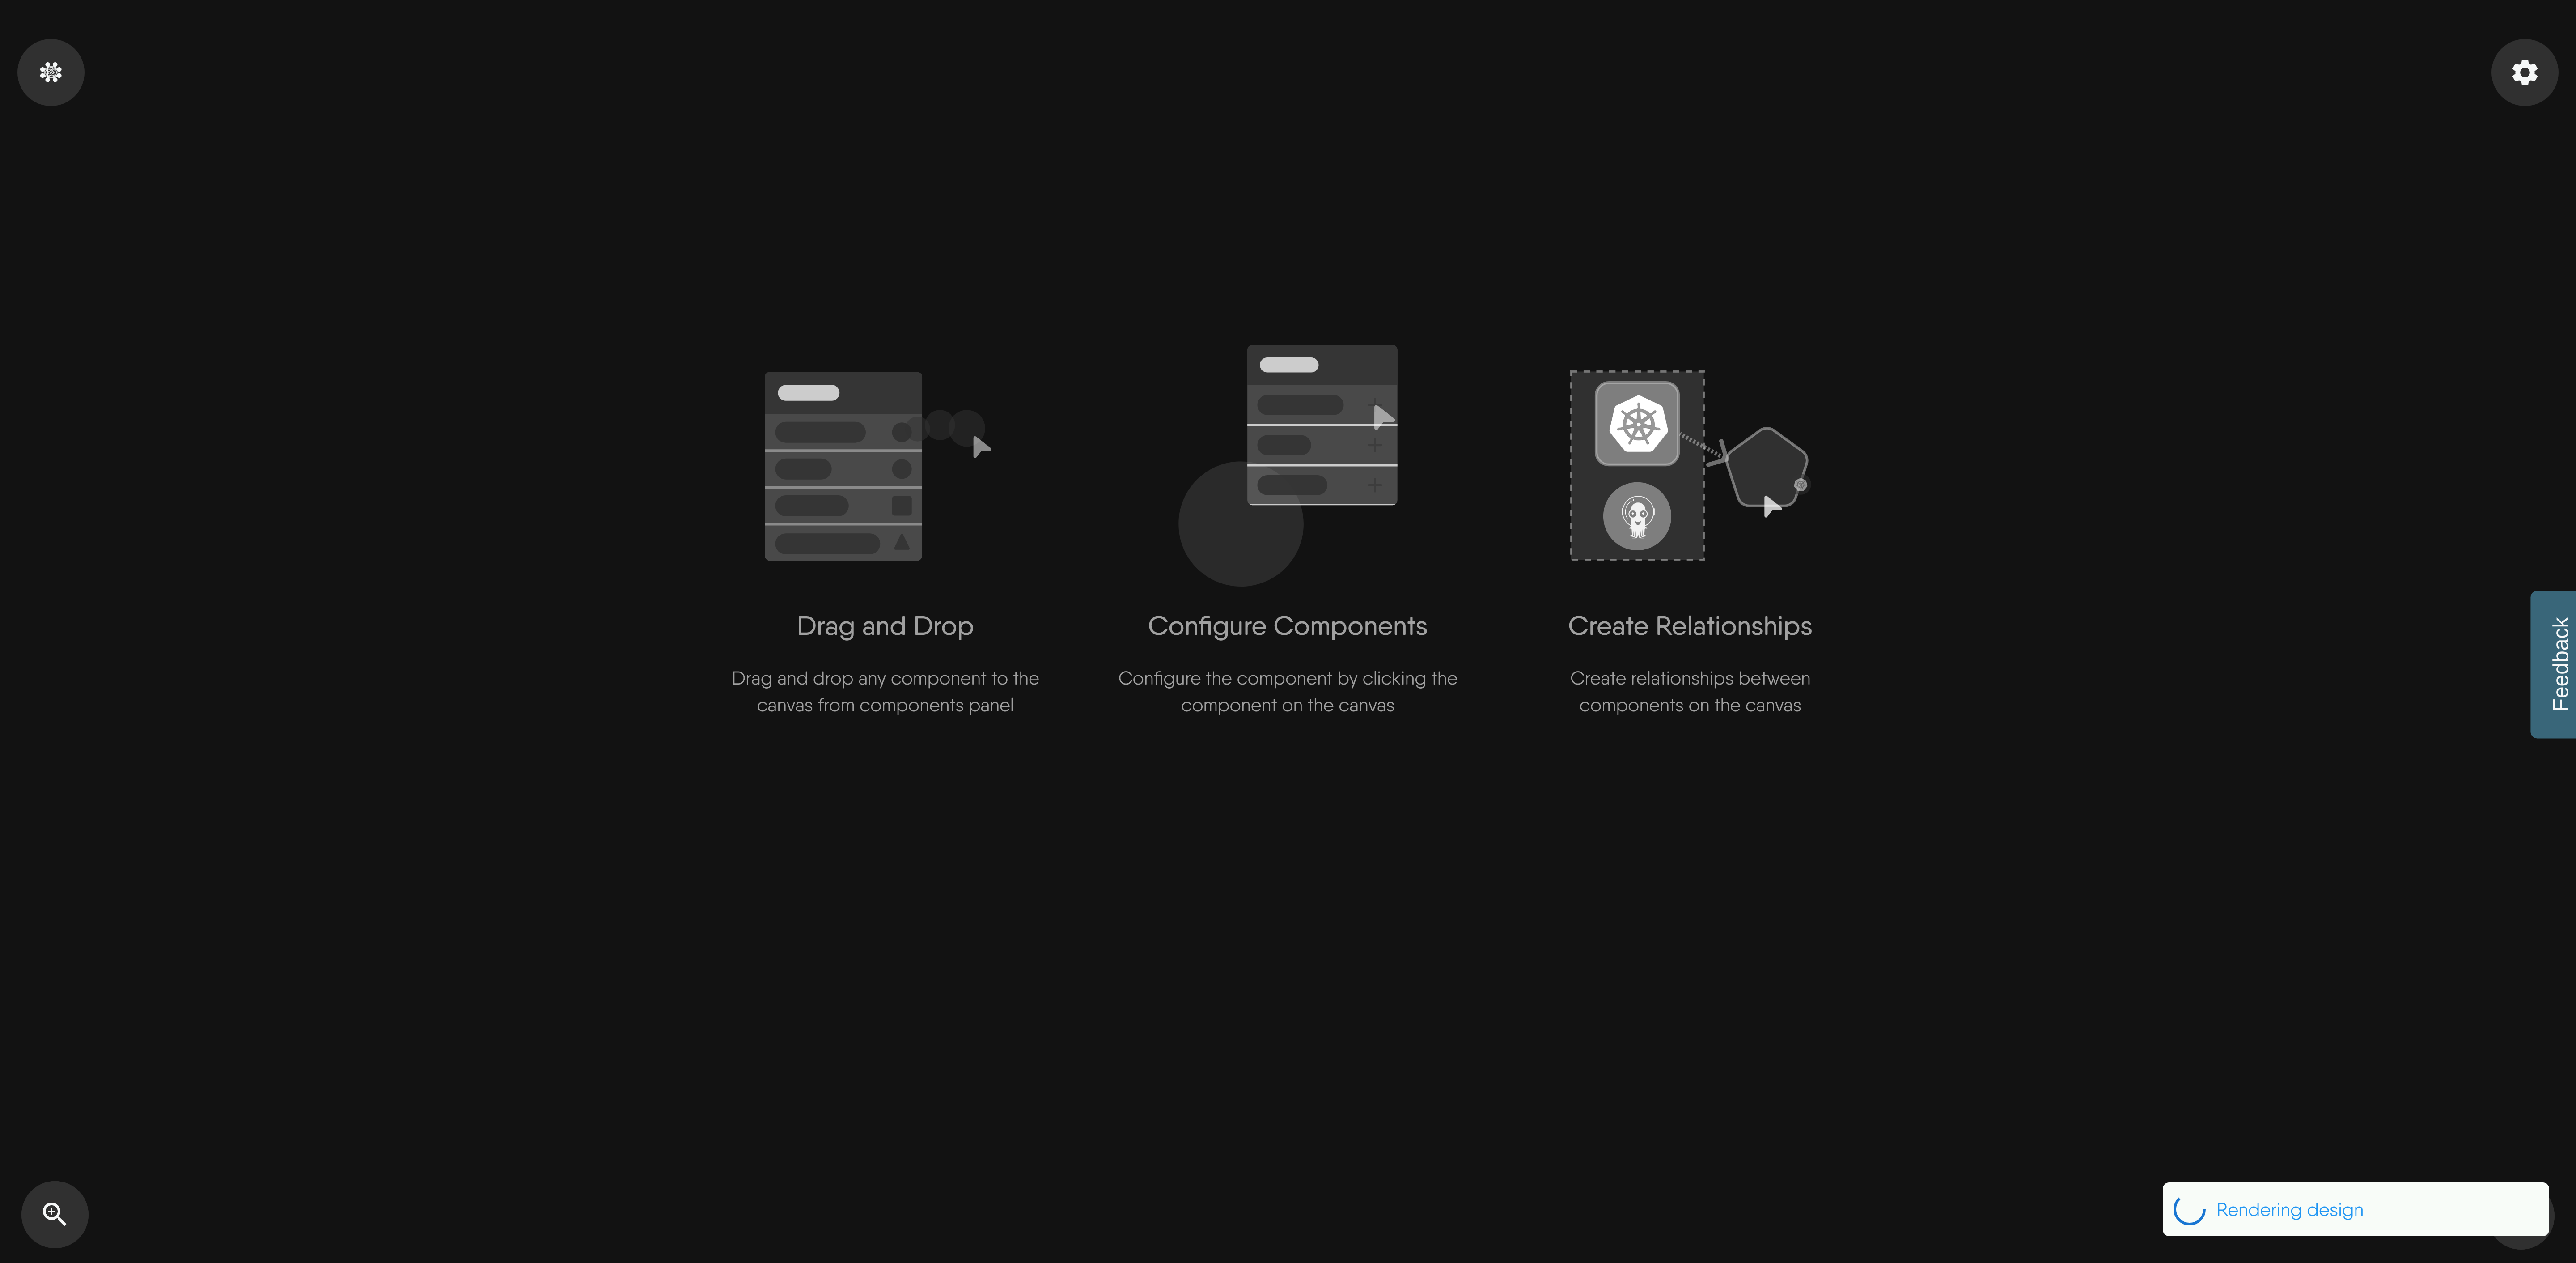 Drag and Drop
Drag and drop any component to the
canvas from components panel
Configure Components
Configure the component by clicking the
component on the canvas
Create Relationships
Create relationships between
components on the canvas
Feedback
Rendering design